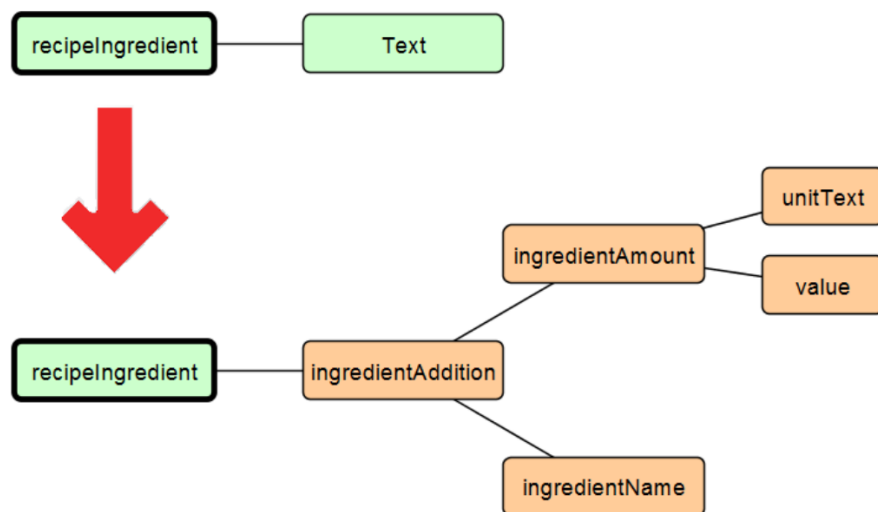 recipeIngredient
Text
unitText
ingredientAmount
value
recipeIngredient
ingredientAddition
ingredientName